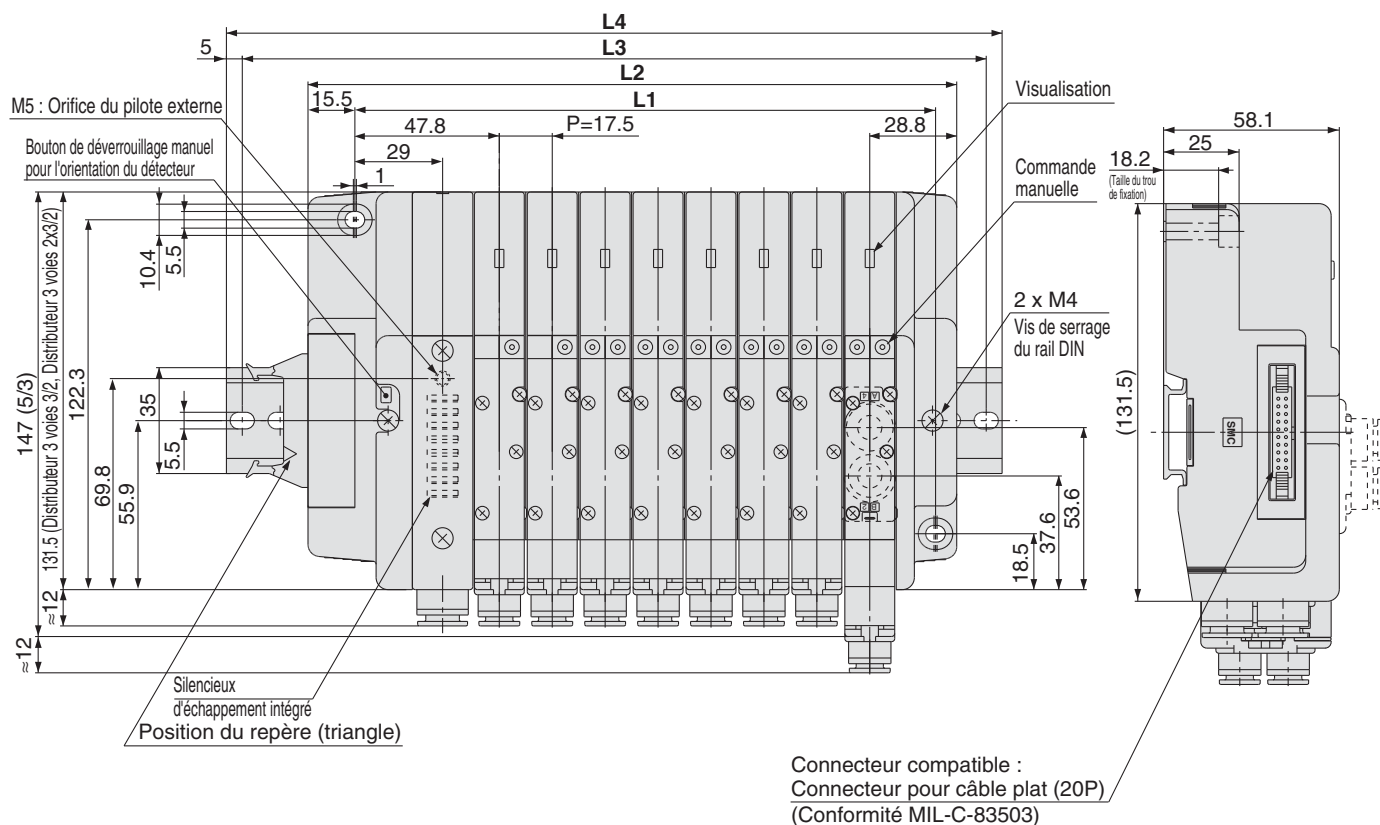 L4
5
L3
L2
M5 : Orifice du pilote externe
15.5
L1
Visualisation
47.8
P=17.5
28.8
58.1
Bouton de déverrouillage manuel
pour l'orientation du détecteur
29
25
1
Commande
manuelle
18.2
(Taille du trou
de fixation)
10.4
5.5
2 x M4
Vis de serrage
du rail DIN
147 (5/3)
131.5 (Distributeur 3 voies 3/2, Distributeur 3 voies 2x3/2)
122.3
35
5.5
69.8
55.9
A
4
B
2
SMC
(131.5)
18.5
37.6
53.6
≈12
≈12
Silencieux
d'échappement intégré
Position du repère (triangle)
Connecteur compatible :
Connecteur pour câble plat (20P)
(Conformité MIL-C-83503)